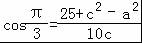 cos π/3 = (25+c² − a²)/10c